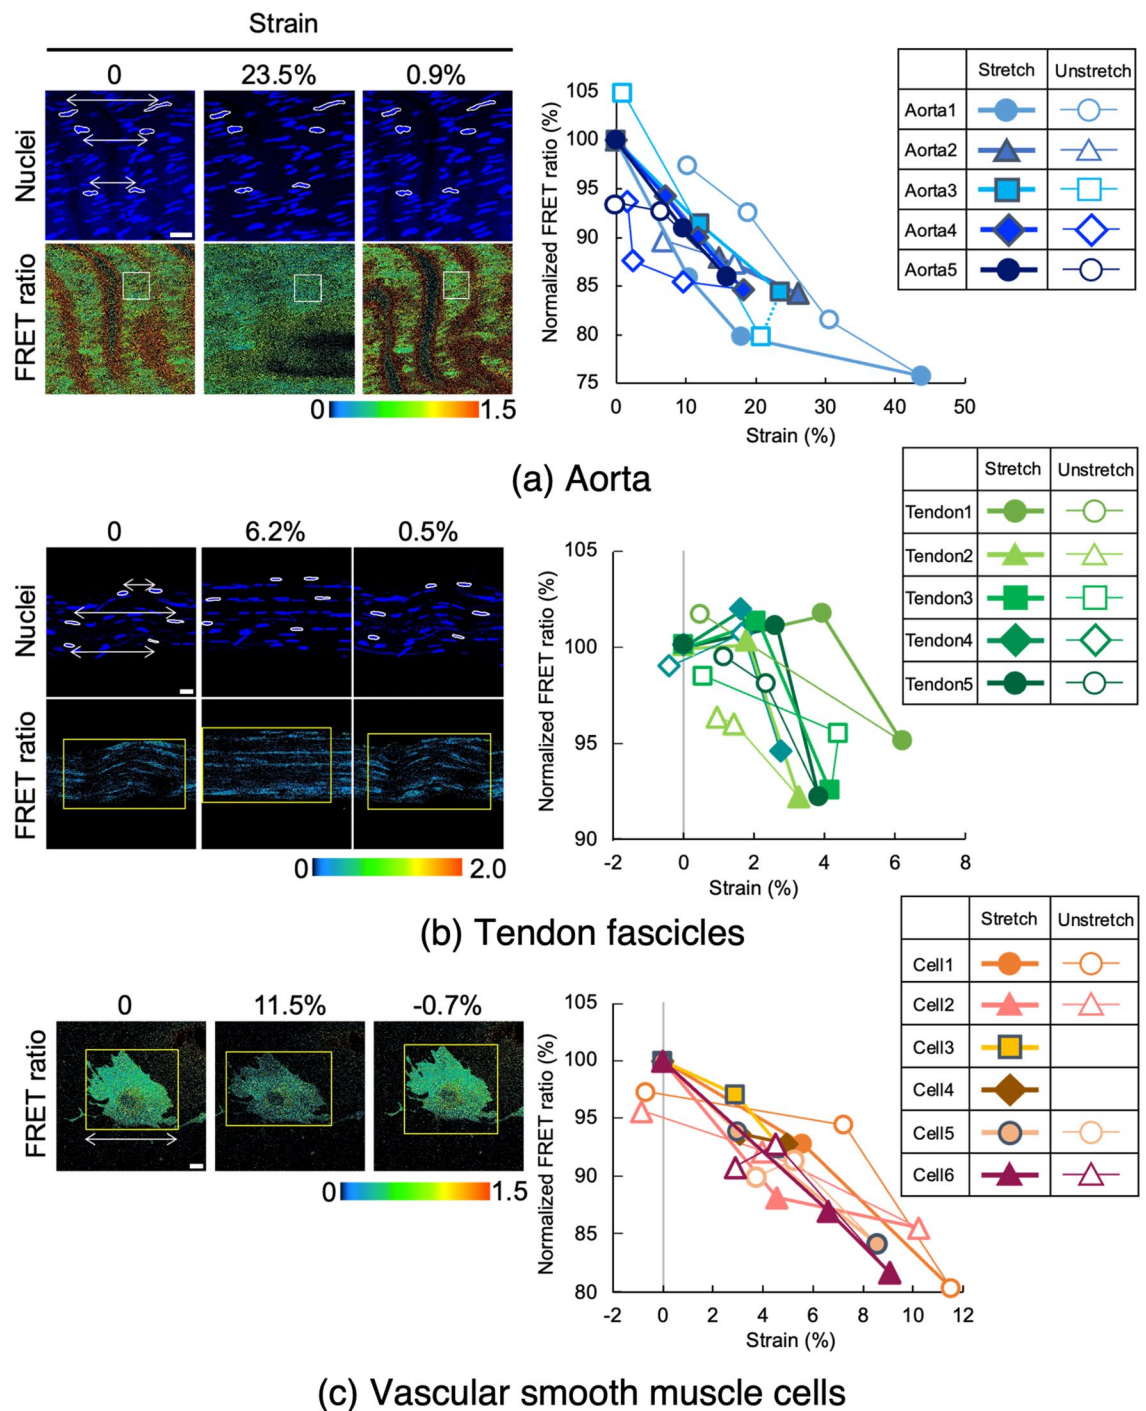 Strain
0 23.5% 0.9%
Nuclei
FRET ratio
0 1.5
Normalized FRET ratio (%)
105
100
95
90
85
80
75
0 10 20 30 40 50
Strain (%)
Stretch Unstretch
Aorta1
Aorta2
Aorta3
Aorta4
Aorta5
(a) Aorta
0 6.2% 0.5%
Nuclei
FRET ratio
0 2.0
Normalized FRET ratio (%)
105
100
95
90
-2 0 2 4 6 8
Strain (%)
Stretch Unstretch
Tendon1
Tendon2
Tendon3
Tendon4
Tendon5
(b) Tendon fascicles
0 11.5% -0.7%
FRET ratio
0 1.5
Normalized FRET ratio (%)
105
100
95
90
85
80
-2 0 2 4 6 8 10 12
Strain (%)
Stretch Unstretch
Cell1
Cell2
Cell3
Cell4
Cell5
Cell6
(c) Vascular smooth muscle cells